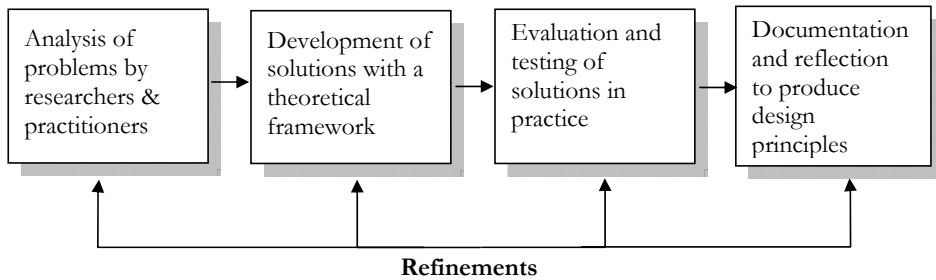 Analysis of
problems by
researchers &
practitioners
Development of
solutions with a
theoretical
framework
Evaluation and
testing of
solutions in
practice
Documentation
and reflection
to produce
design
principles
Refinements